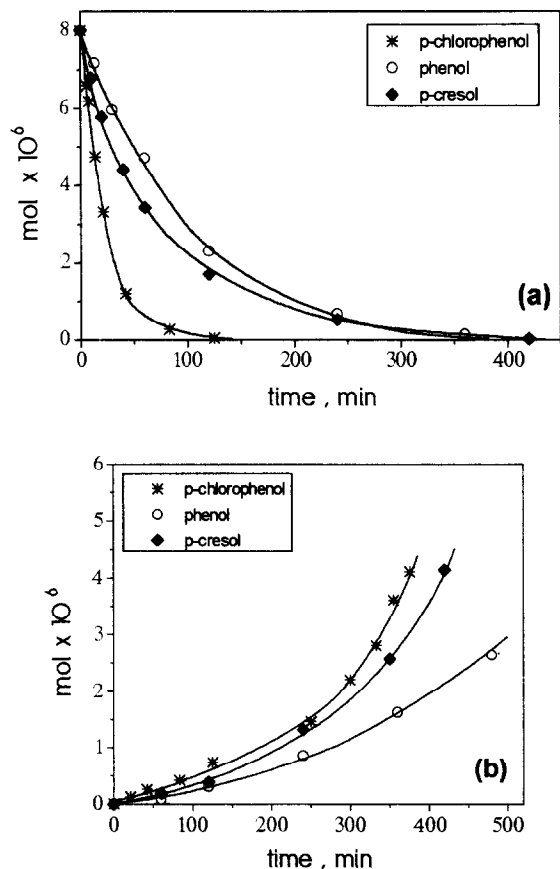 8
6
4
2
0
mol x 10⁶
p-chlorophenol
phenol
p-cresol
(a)
0 100 200 300 400
time , min
6
5
4
3
2
1
0
mol x 10⁶
p-chlorophenol
phenol
p-cresol
(b)
0 100 200 300 400 500
time , min